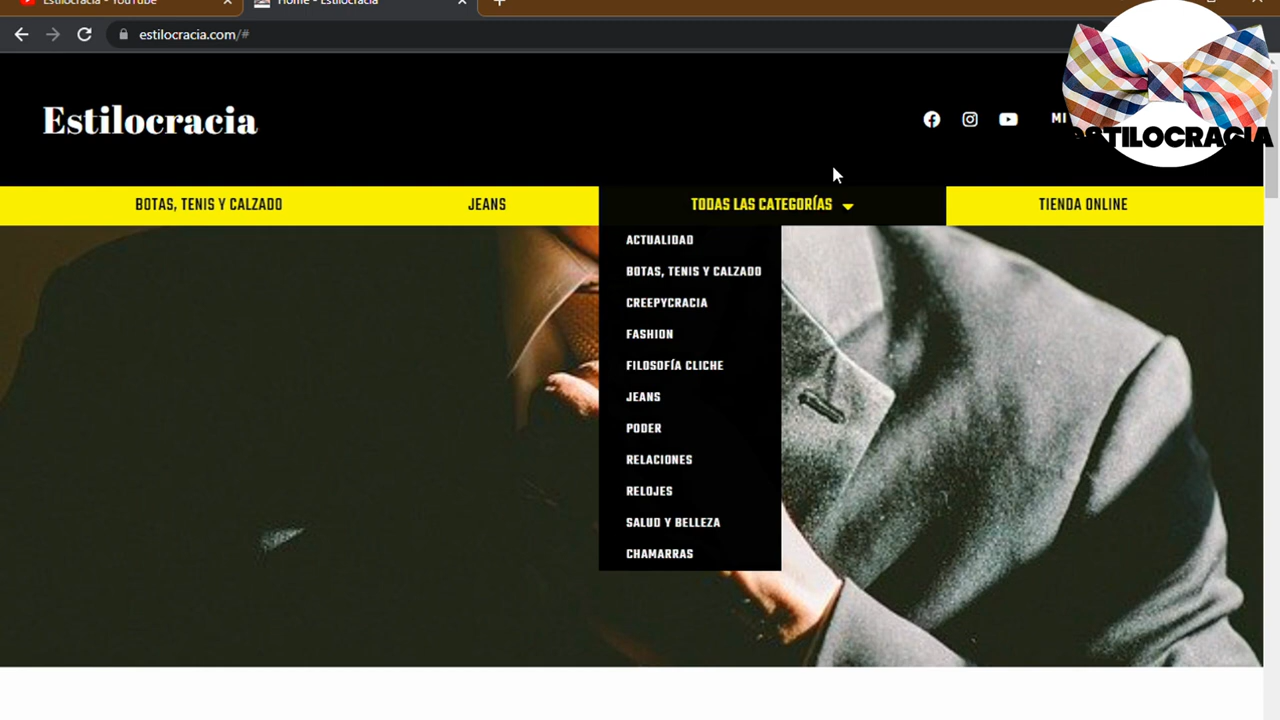 Estilocracia - YouTube
Home - Estilocracia
estilocracia.com/#
Estilocracia
MI
ESTILOCRACIA
BOTAS, TENIS Y CALZADO
JEANS
TODAS LAS CATEGORÍAS
TIENDA ONLINE
ACTUALIDAD
BOTAS, TENIS Y CALZADO
CREEPYCRACIA
FASHION
FILOSOFÍA CLICHE
JEANS
PODER
RELACIONES
RELOJES
SALUD Y BELLEZA
CHAMARRAS